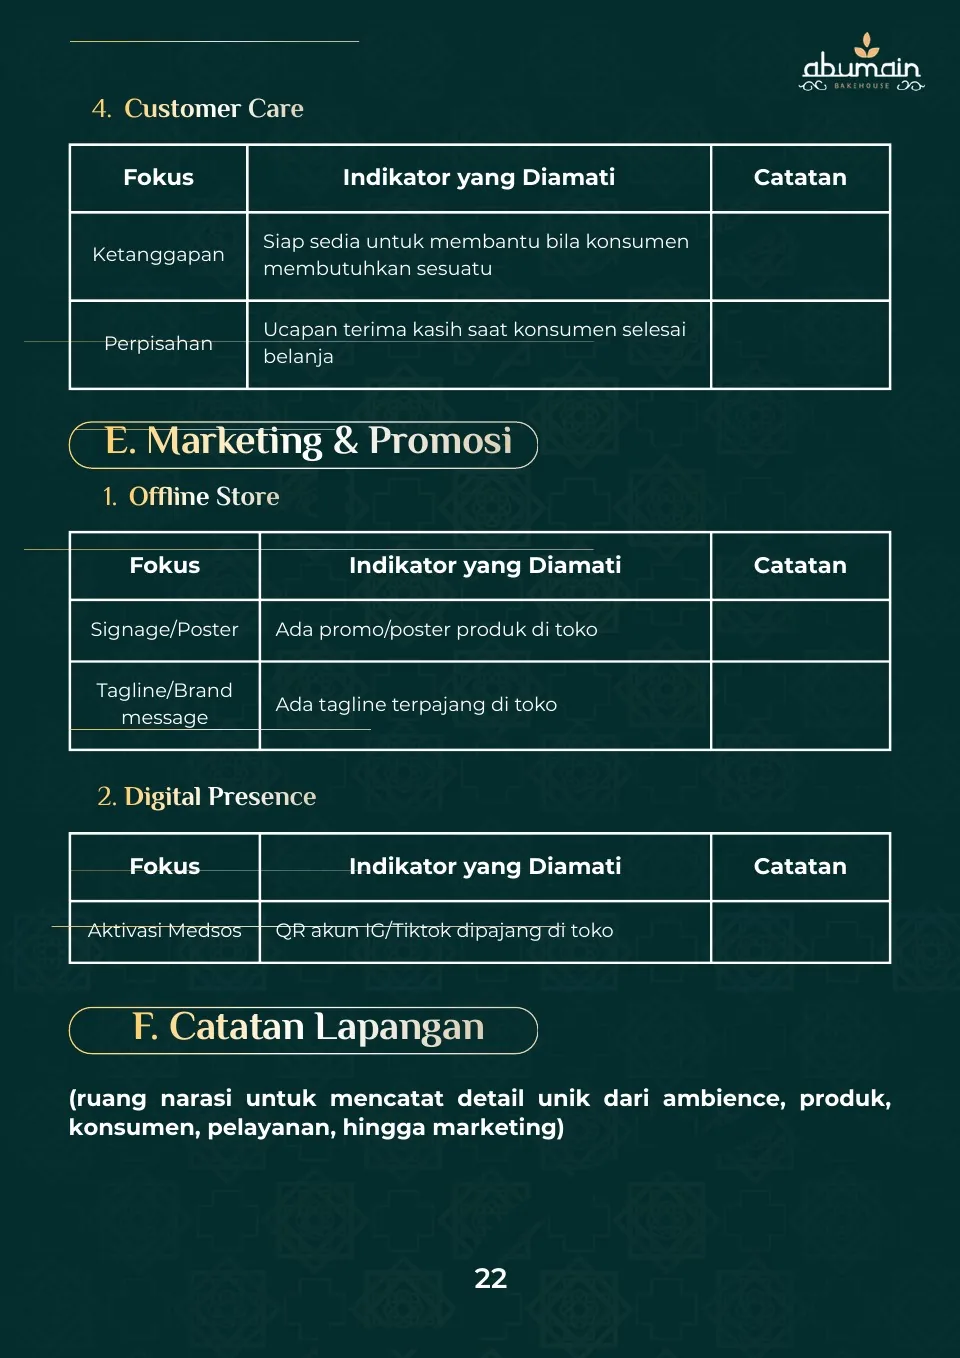 abumain
BAKEHOUSE
4. Customer Care
Fokus
Indikator yang Diamati
Catatan
Ketanggapan
Siap sedia untuk membantu bila konsumen
membutuhkan sesuatu
Perpisahan
Ucapan terima kasih saat konsumen selesai
belanja
E. Marketing & Promosi
1. Offline Store
Fokus
Indikator yang Diamati
Catatan
Signage/Poster
Ada promo/poster produk di toko
Tagline/Brand
message
Ada tagline terpajang di toko
2. Digital Presence
Fokus
Indikator yang Diamati
Catatan
Aktivasi Medsos
QR akun IG/Tiktok dipajang di toko
F. Catatan Lapangan
(ruang narasi untuk mencatat detail unik dari ambience, produk,
konsumen, pelayanan, hingga marketing)
22